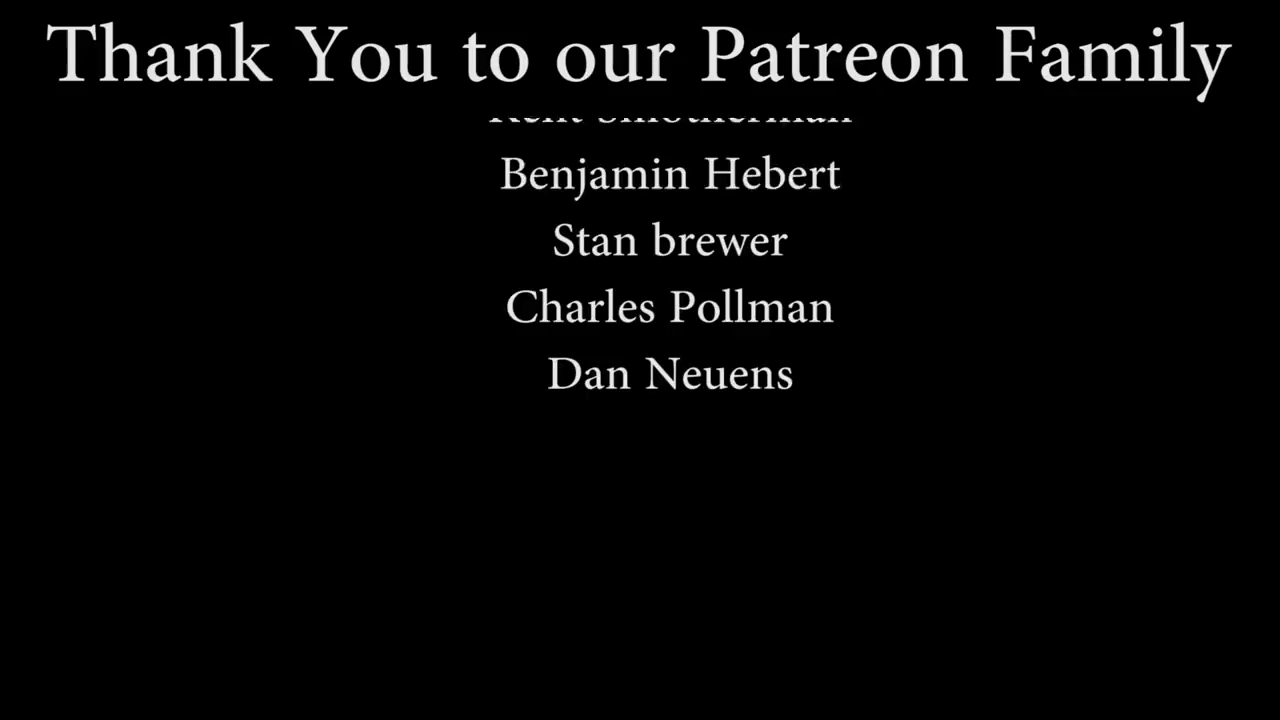 Thank You to our Patreon Family
Benjamin Hebert
Stan brewer
Charles Pollman
Dan Neuens